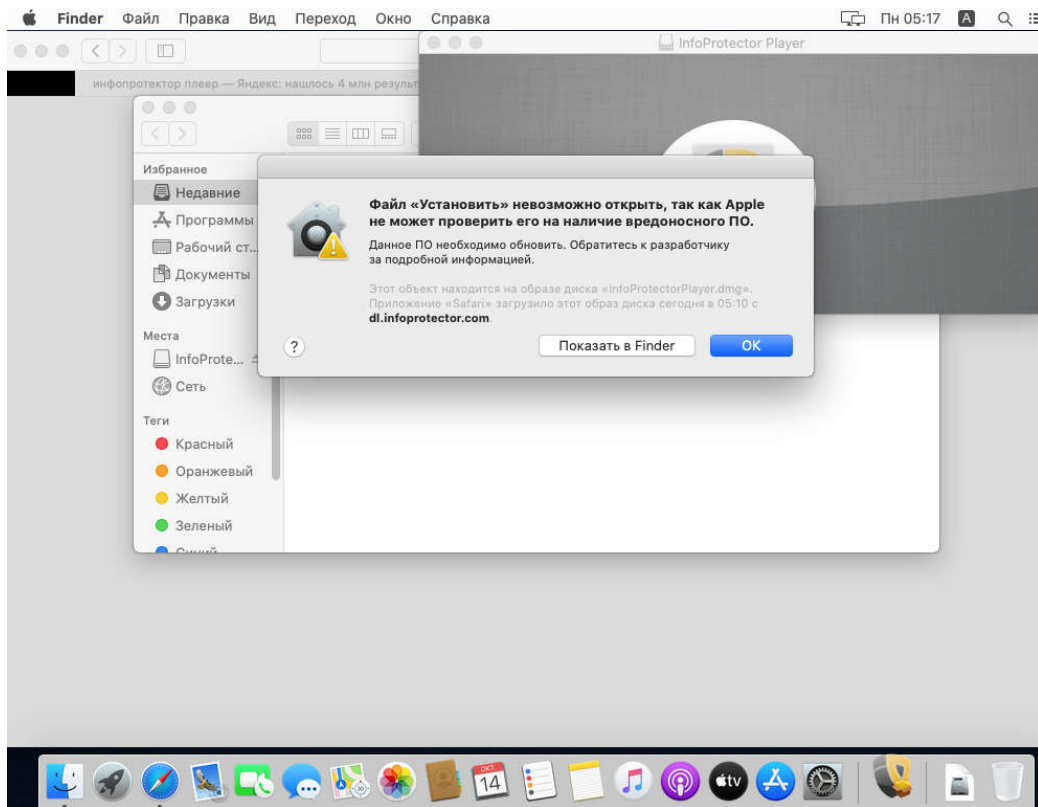 Finder Файл Правка Вид Переход Окно Справка Пн 05:17 A
InfoProtector Player
инфопротектор плеер — Яндекс: нашлось 4 млн результ
Избранное
Недавние
Программы
Рабочий ст...
Документы
Загрузки
Места
InfoProte...
Сеть
Теги
Красный
Оранжевый
Желтый
Зеленый
Синий
Файл «Установить» невозможно открыть, так как Apple
не может проверить его на наличие вредоносного ПО.
Данное ПО необходимо обновить. Обратитесь к разработчику
за подробной информацией.
Этот объект находится на образе диска «InfoProtectorPlayer.dmg».
Приложение «Safari» загрузило этот образ диска сегодня в 05:10 с
dl.infoprotector.com.
? Показать в Finder OK
ОКТ.
14
tv